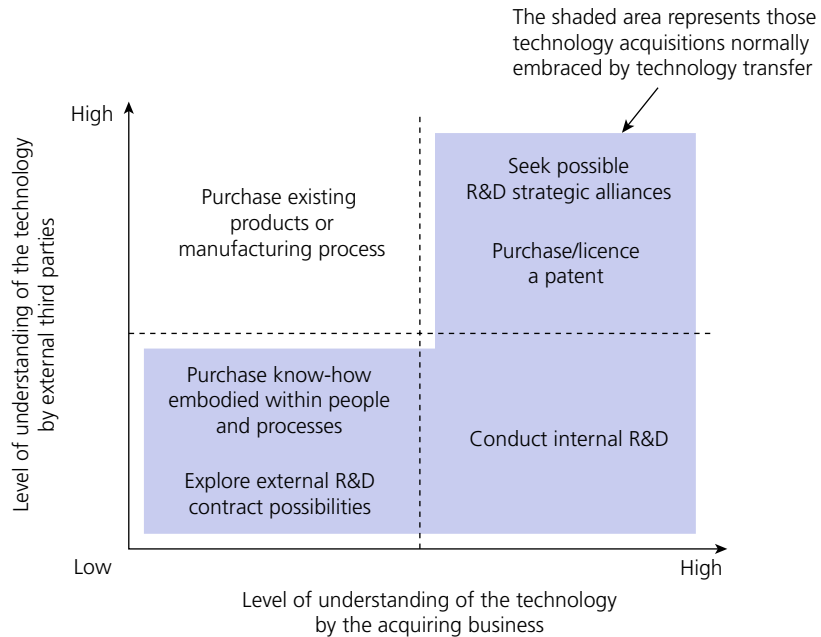 The shaded area represents those
technology acquisitions normally
embraced by technology transfer
High
Level of understanding of the technology
by external third parties
Purchase existing
products or
manufacturing process
Seek possible
R&D strategic alliances
Purchase/licence
a patent
Purchase know-how
embodied within people
and processes
Explore external R&D
contract possibilities
Conduct internal R&D
Low
High
Level of understanding of the technology
by the acquiring business